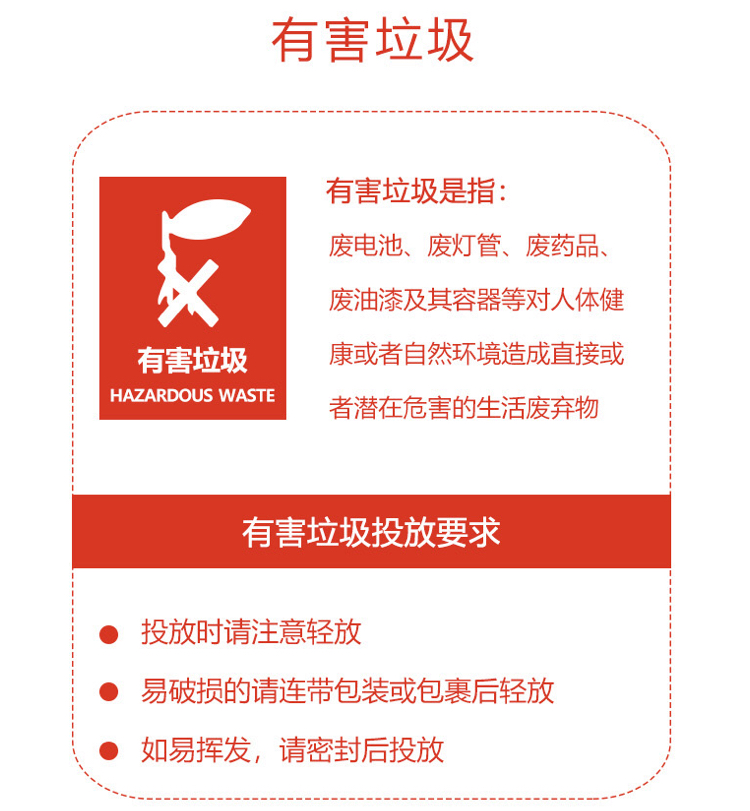 有害垃圾
有害垃圾
HAZARDOUS WASTE
有害垃圾是指：
废电池、废灯管、废药品、
废油漆及其容器等对人体健
康或者自然环境造成直接或
者潜在危害的生活废弃物
有害垃圾投放要求
投放时请注意轻放
易破损的请连带包装或包裹后轻放
如易挥发，请密封后投放